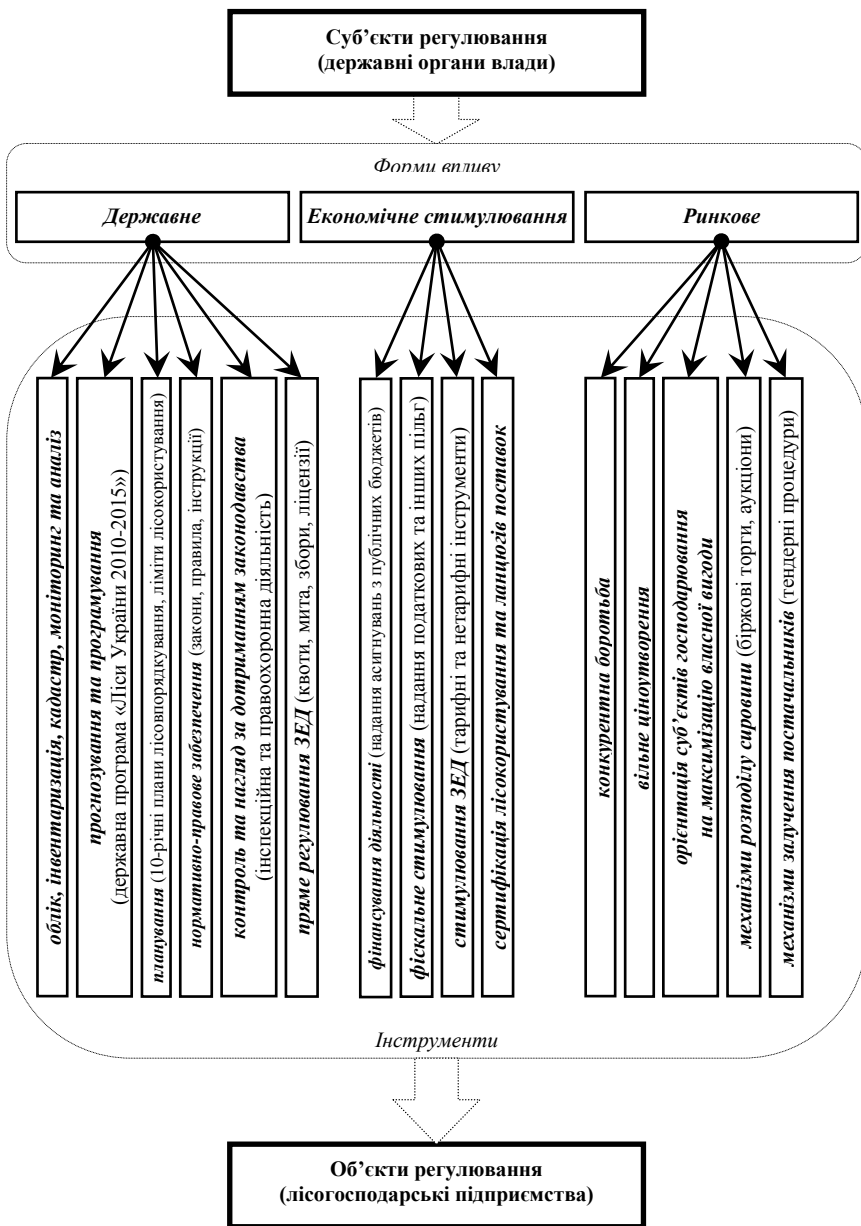 Суб’єкти регулювання
(державні органи влади)
Форми впливу
Державне
Економічне стимулювання
Ринкове
облік, інвентаризація, кадастр, моніторинг та аналіз
прогнозування та програмування
(державна програма «Ліси України 2010-2015»
планування (10-річні плани лісовпорядкування, ліміти лісокористування)
нормативно-правове забезпечення (закони, правила, інструкції)
контроль та нагляд за дотриманням законодавства
(інспекційна та правоохоронна діяльність)
пряме регулювання ЗЕД (квоти, мита, збори, ліцензії)
фінансування діяльності (надання асигнувань з публічних бюджетів)
фіскальне стимулювання (надання податкових та інших пільг)
стимулювання ЗЕД (тарифні та нетарифні інструменти)
сертифікація лісокористування та ланцюгів поставок
конкурентна боротьба
вільне ціноутворення
орієнтація суб’єктів господарювання
на максимізацію власної вигоди
механізми розподілу сировини (біржові торги, аукціони)
механізми залучення постачальників (тендерні процедури)
Інструменти
Об’єкти регулювання
(лісогосподарські підприємства)